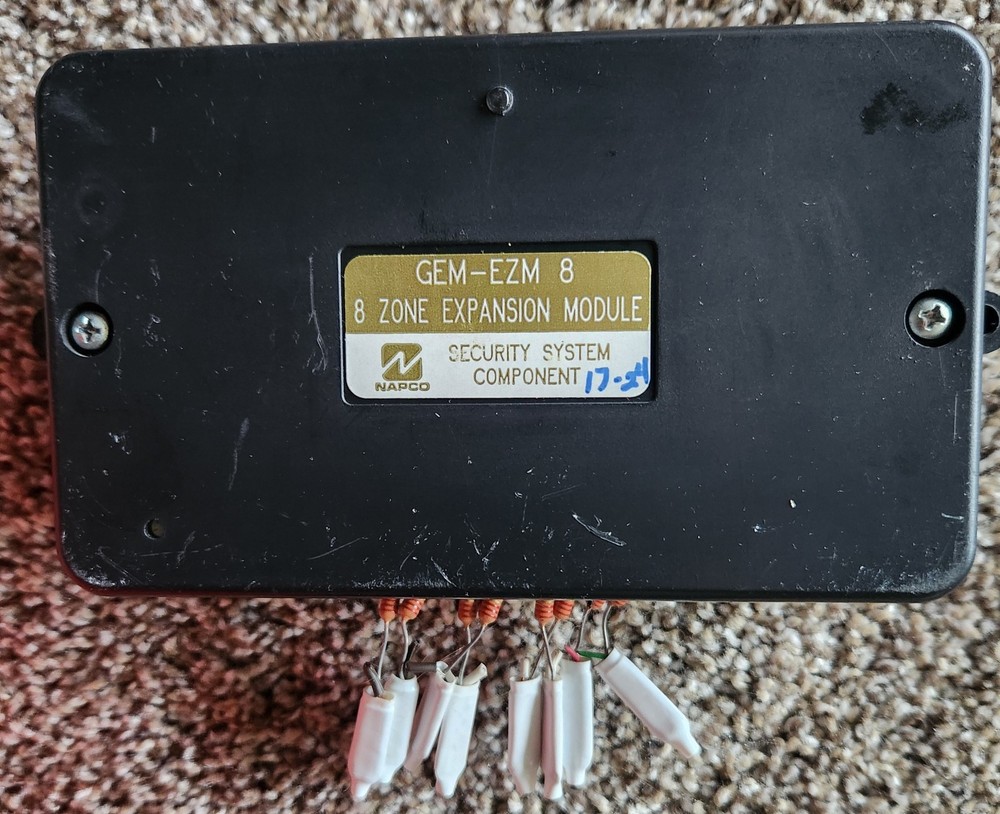 GEM-EZM 8
8 ZONE EXPANSION MODULE
NAPCO
SECURITY SYSTEM
COMPONENT 17-24